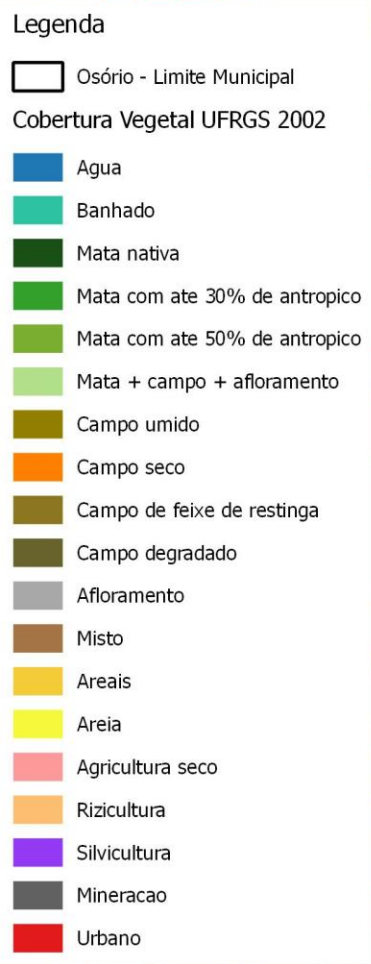 Legenda
Osório - Limite Municipal
Cobertura Vegetal UFRGS 2002
Agua
Banhado
Mata nativa
Mata com ate 30% de antropico
Mata com ate 50% de antropico
Mata + campo + afloramento
Campo umido
Campo seco
Campo de feixe de restinga
Campo degradado
Afloramento
Misto
Areais
Areia
Agricultura seco
Rizicultura
Silvicultura
Mineracao
Urbano